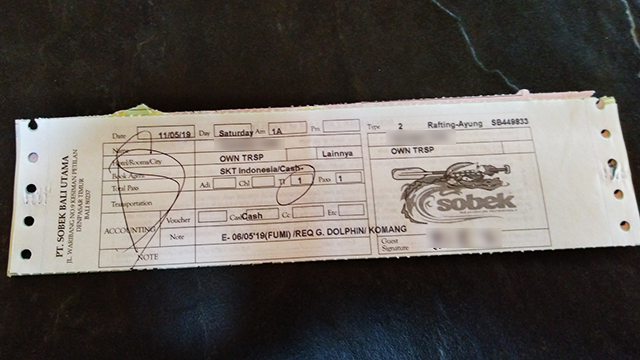 PT. SOBEK BALI UTAMA
DENPASAR TIMUR
BALI 80237
Date 11/05/19 Day Saturday Am 1A Pm Type 2 Rafting-Ayung SB449833
Hotel/Room/City OWN TRSP Lainnya OWN TRSP
Book Agent SKT Indonesia/Cash-
Total Pass Adl Chl Tl 1 Pass 1
Transportation
sobek
ACCOUNTING Voucher Cash Cc Etc
Note E- 06/05'19(FUMI) /REQ G. DOLPHIN/ KOMANG
NOTE
Guest
Signature